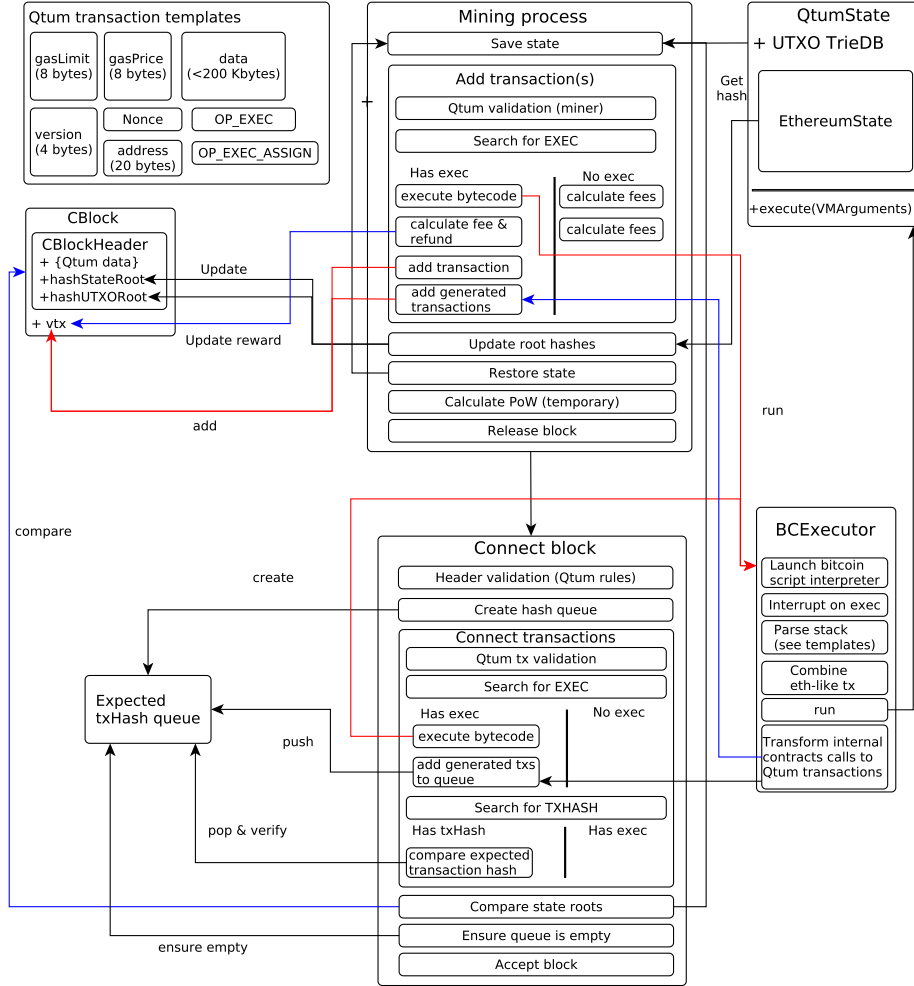 Qtum transaction templates
gasLimit
(8 bytes)
gasPrice
(8 bytes)
data
(<200 Kbytes)
version
(4 bytes)
Nonce
OP_EXEC
address
(20 bytes)
OP_EXEC_ASSIGN
CBlock
CBlockHeader
+ {Qtum data}
+hashStateRoot
+hashUTXORoot
+ vtx
Update
Update reward
add
compare
Mining process
Save state
+
Add transaction(s)
Qtum validation (miner)
Search for EXEC
Has exec
No exec
execute bytecode
calculate fees
calculate fee &
refund
calculate fees
add transaction
add generated
transactions
Update root hashes
Restore state
Calculate PoW (temporary)
Release block
QtumState
+ UTXO TrieDB
Get
hash
EthereumState
+execute(VMArguments)
run
Connect block
Header validation (Qtum rules)
Create hash queue
create
Connect transactions
Qtum tx validation
Search for EXEC
Has exec
No exec
execute bytecode
add generated txs
to queue
Search for TXHASH
Has txHash
Has exec
compare expected
transaction hash
Compare state roots
Ensure queue is empty
Accept block
Expected
txHash queue
push
pop & verify
ensure empty
BCExecutor
Launch bitcoin
script interpreter
Interrupt on exec
Parse stack
(see templates)
Combine
eth-like tx
run
Transform internal
contracts calls to
Qtum transactions